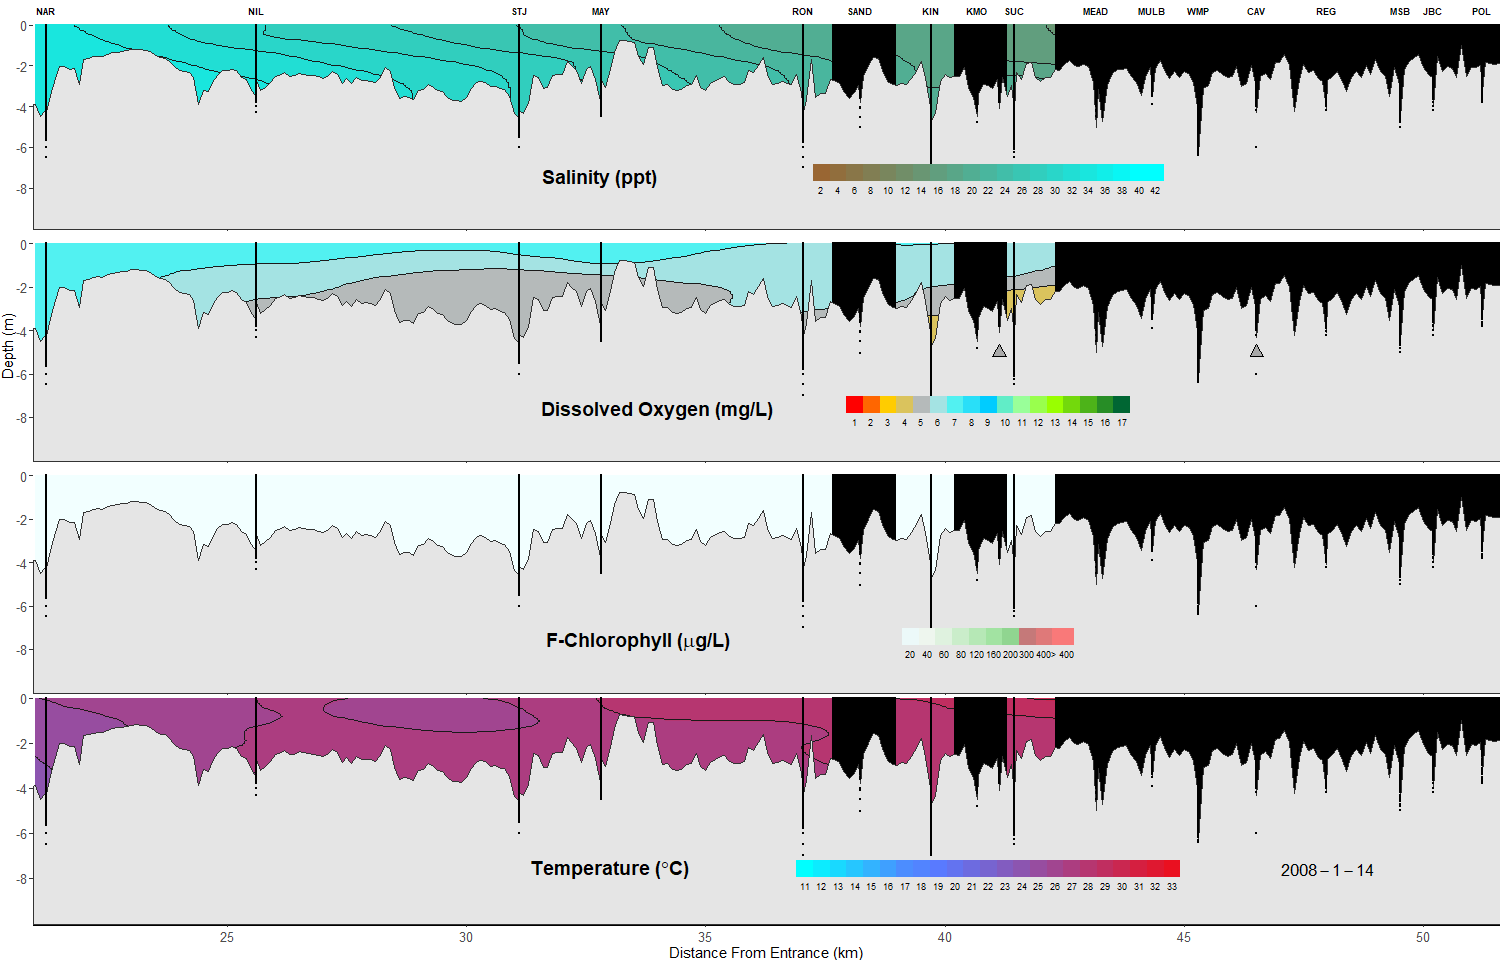 NAR NIL STJ MAY RON SAND KIN KMO SUC MEAD MULB WMP CAV REG MSB JBC POL
0
-2
-4
-6
-8
Salinity (ppt)
2 4 6 8 10 12 14 16 18 20 22 24 26 28 30 32 34 36 38 40 42
0
-2
-4
-6
-8
Depth (m)
Dissolved Oxygen (mg/L)
1 2 3 4 5 6 7 8 9 10 11 12 13 14 15 16 17
0
-2
-4
-6
-8
F-Chlorophyll (μg/L)
20 40 60 80 120 160 200 300 400> 400
0
-2
-4
-6
-8
Temperature (°C)
11 12 13 14 15 16 17 18 19 20 21 22 23 24 25 26 27 28 29 30 31 32 33
2008 – 1 – 14
25 30 35 40 45 50
Distance From Entrance (km)